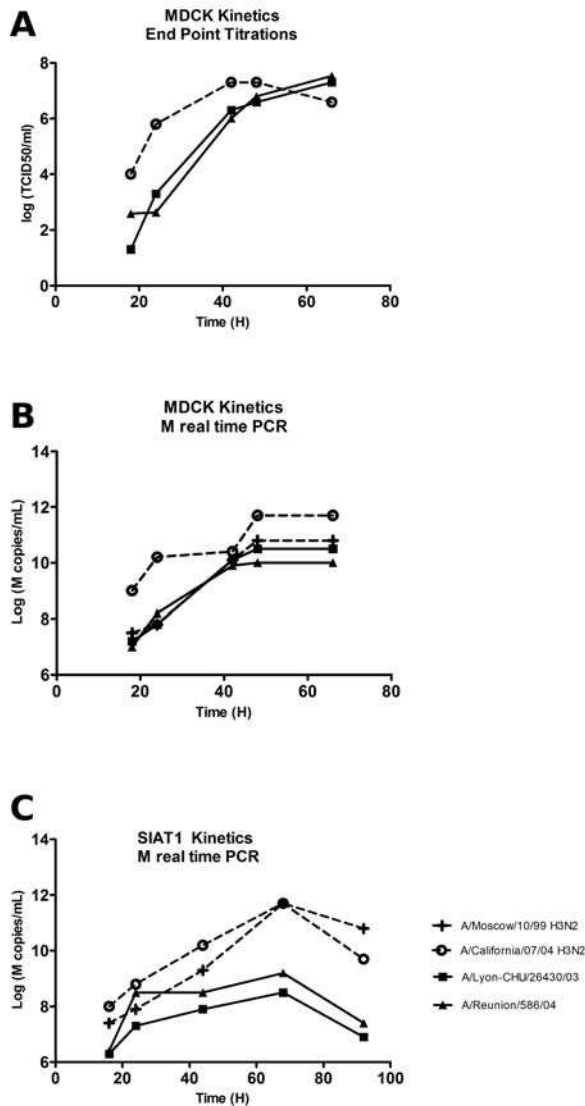 A
MDCK Kinetics
End Point Titrations
log (TCID50/ml)
8
6
4
2
0
0 20 40 60 80
Time (H)
B
MDCK Kinetics
M real time PCR
Log (M copies/mL)
14
12
10
8
6
0 20 40 60 80
Time (H)
C
SIAT1 Kinetics
M real time PCR
Log (M copies/mL)
14
12
10
8
6
0 20 40 60 80 100
Time (H)
A/Moscow/10/99 H3N2
A/California/07/04 H3N2
A/Lyon-CHU/26430/03
A/Reunion/586/04